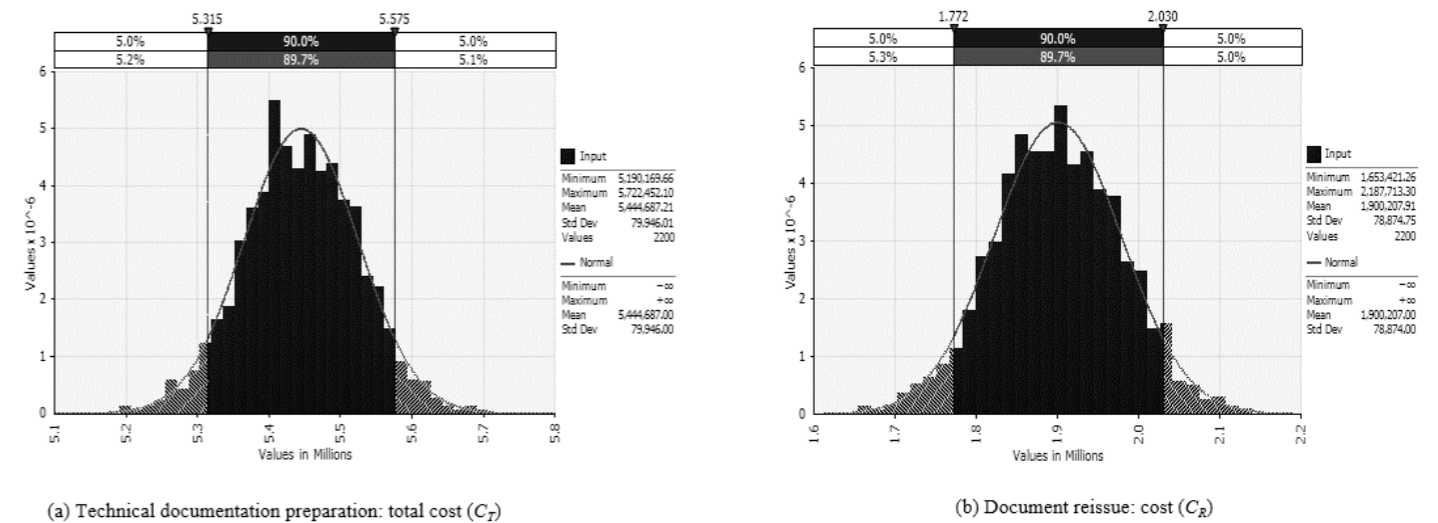 5.315 5.575
5.0% 90.0% 5.0%
5.2% 89.7% 5.1%
6
5
4
3
2
1
0
Values x 10^-6
5.1 5.2 5.3 5.4 5.5 5.6 5.7 5.8
Values in Millions
Input
Minimum 5,190,169.66
Maximum 5,722,452.10
Mean 5,444,687.21
Std Dev 79,946.01
Values 2200
Normal
Minimum −∞
Maximum +∞
Mean 5,444,687.00
Std Dev 79,946.00
(a) Technical documentation preparation: total cost (C_T)
1.772 2.030
5.0% 90.0% 5.0%
5.3% 89.7% 5.0%
6
5
4
3
2
1
0
Values x 10^-6
1.6 1.7 1.8 1.9 2.0 2.1 2.2
Values in Millions
Input
Minimum 1,653,421.26
Maximum 2,187,713.30
Mean 1,900,207.91
Std Dev 78,874.75
Values 2200
Normal
Minimum −∞
Maximum +∞
Mean 1,900,207.00
Std Dev 78,874.00
(b) Document reissue: cost (C_R)